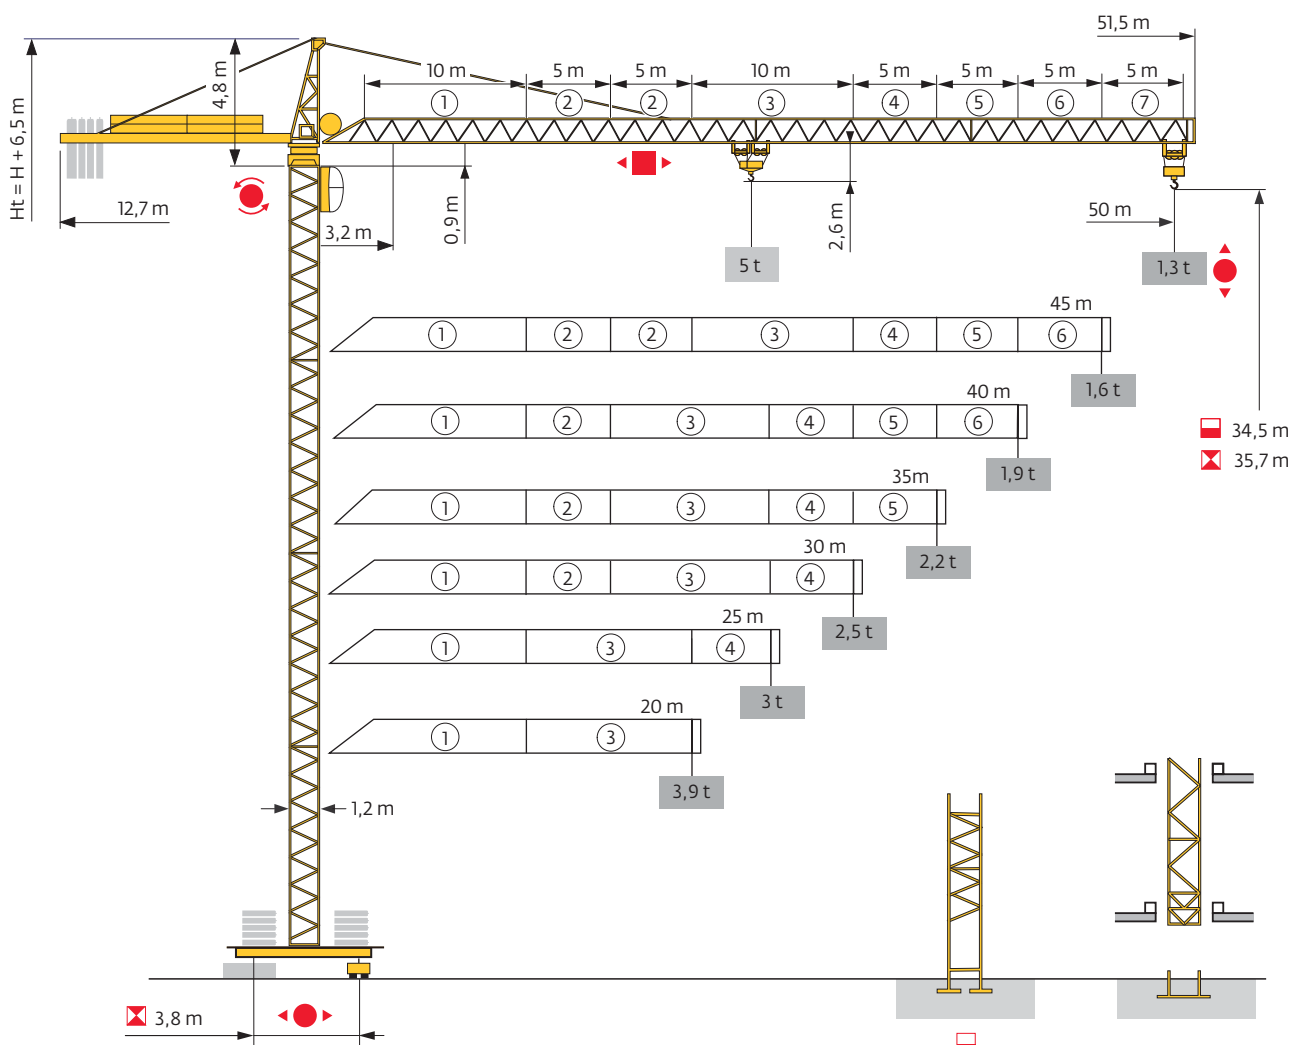 51,5 m
10 m
5 m
5 m
10 m
5 m
5 m
5 m
5 m
1
2
2
3
4
5
6
7
Ht = H + 6,5 m
4,8 m
12,7 m
3,2 m
0,9 m
2,6 m
50 m
5 t
1,3 t
45 m
1
2
2
3
4
5
6
1,6 t
40 m
1
2
3
4
5
6
1,9 t
34,5 m
35,7 m
35m
1
2
3
4
5
2,2 t
30 m
1
2
3
4
2,5 t
25 m
1
3
4
3 t
20 m
1
3
3,9 t
1,2 m
3,8 m